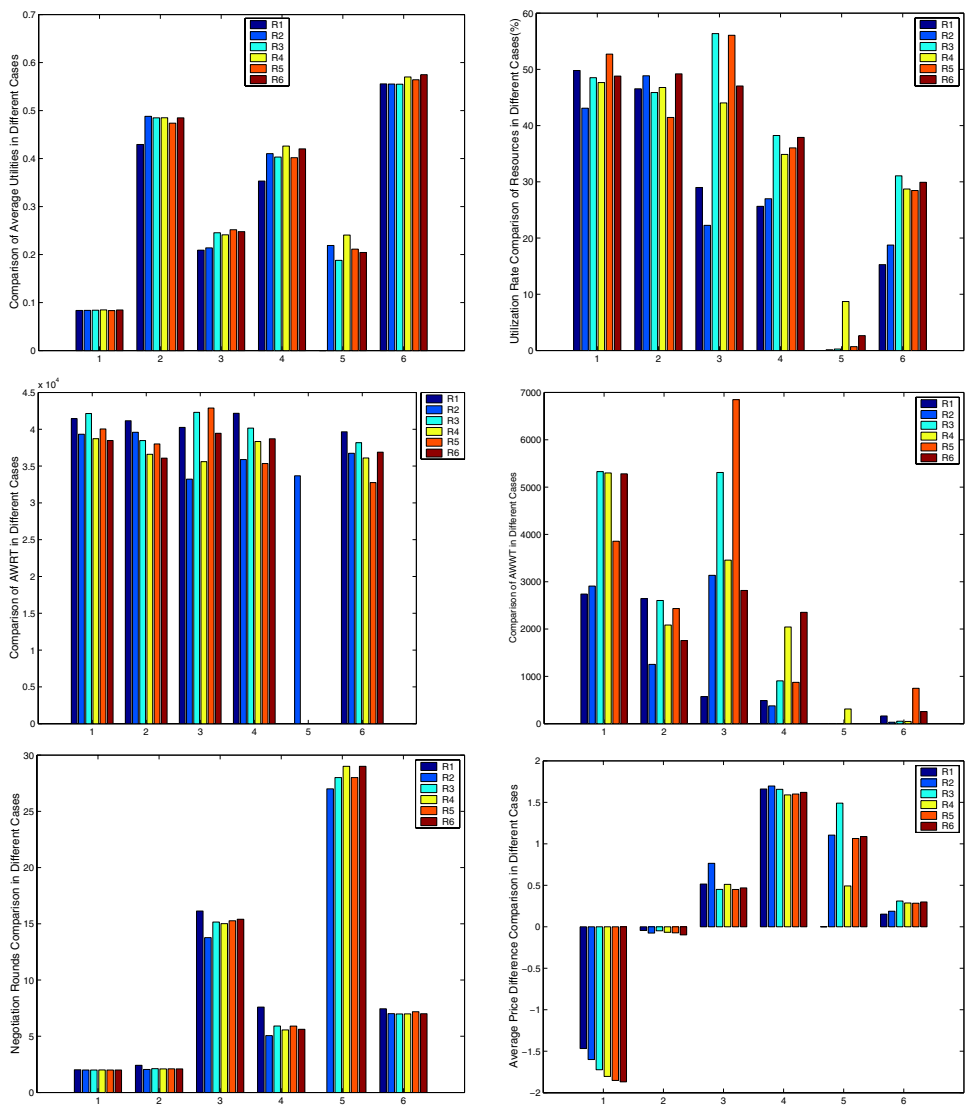 Comparison of Average Utilities in Different Cases
0.7
0.6
0.5
0.4
0.3
0.2
0.1
0
1 2 3 4 5 6
R1
R2
R3
R4
R5
R6
Utilization Rate Comparison of Resources in Different Cases(%)
60
50
40
30
20
10
0
1 2 3 4 5 6
R1
R2
R3
R4
R5
R6
Comparison of AWRT in Different Cases
x 10^4
4.5
4
3.5
3
2.5
2
1.5
1
0.5
0
1 2 3 4 5 6
R1
R2
R3
R4
R5
R6
Comparison of AWWT in Different Cases
7000
6000
5000
4000
3000
2000
1000
0
1 2 3 4 5 6
R1
R2
R3
R4
R5
R6
Negotiation Rounds Comparison in Different Cases
30
25
20
15
10
5
0
1 2 3 4 5 6
R1
R2
R3
R4
R5
R6
Average Price Difference Comparison in Different Cases
2
1.5
1
0.5
0
−0.5
−1
−1.5
−2
1 2 3 4 5 6
R1
R2
R3
R4
R5
R6